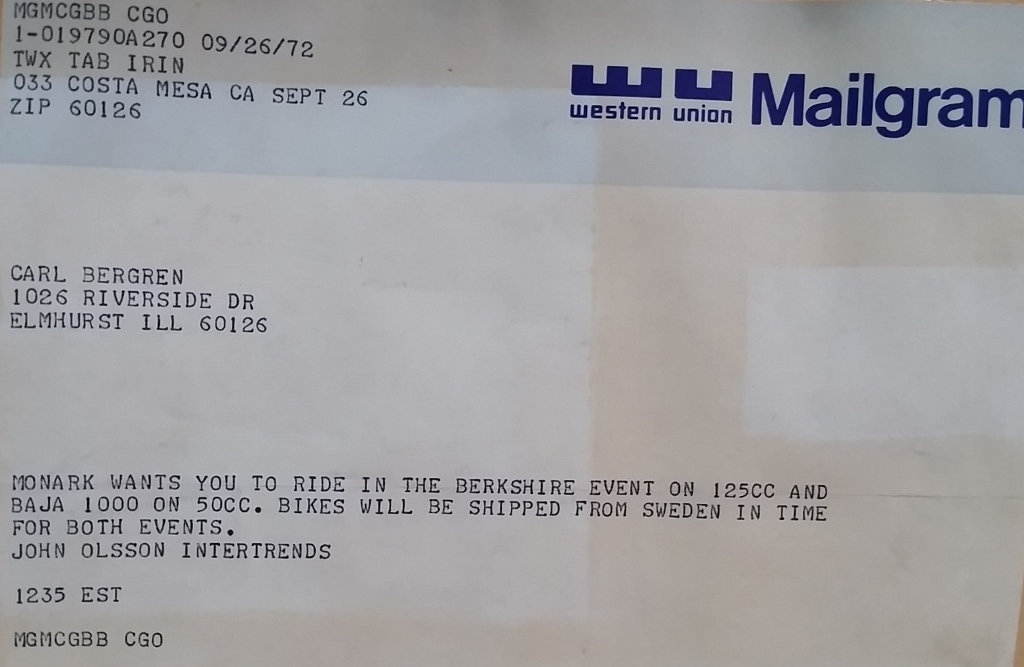 MGMCGBB CGO
1-019790A270 09/26/72
TWX TAB IRIN
033 COSTA MESA CA SEPT 26
ZIP 60126
western union Mailgram
CARL BERGREN
1026 RIVERSIDE DR
ELMHURST ILL 60126
MONARK WANTS YOU TO RIDE IN THE BERKSHIRE EVENT ON 125CC AND
BAJA 1000 ON 50CC. BIKES WILL BE SHIPPED FROM SWEDEN IN TIME
FOR BOTH EVENTS.
JOHN OLSSON INTERTRENDS
1235 EST
MGMCGBB CGO